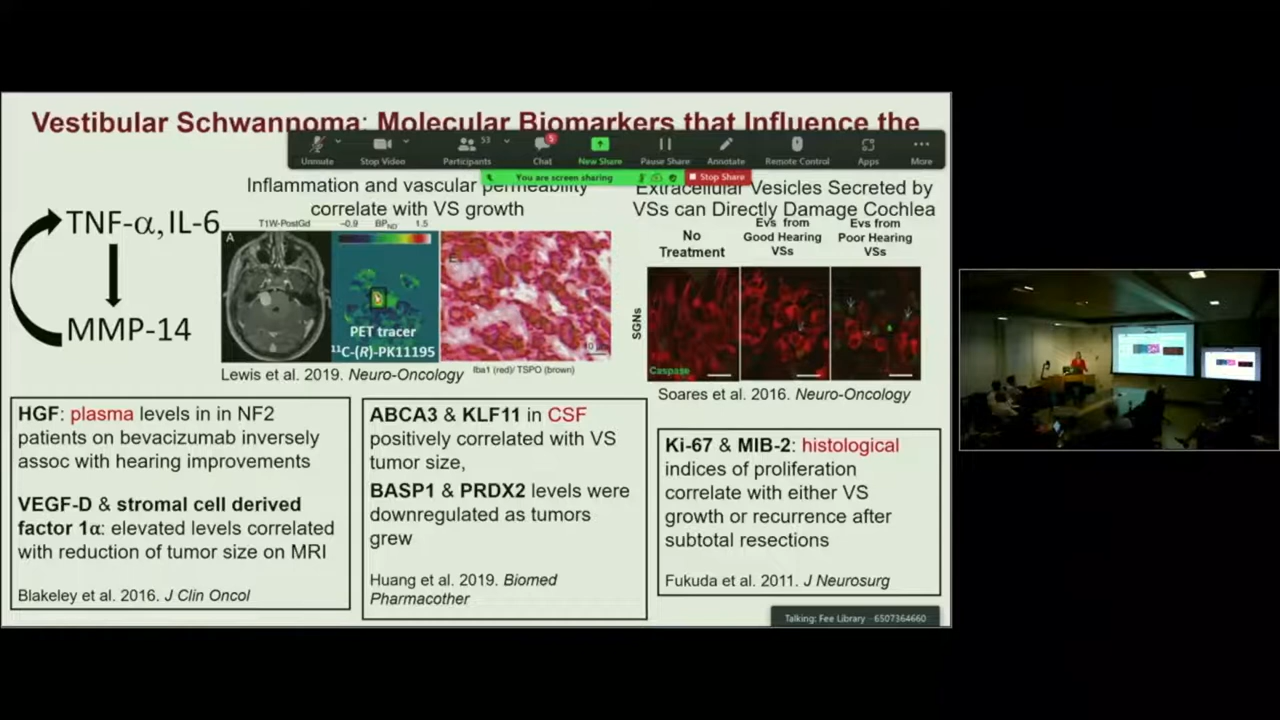 Vestibular Schwannoma: Molecular Biomarkers that Influence the
Unmute
Stop Video
53
Participants
5
Chat
New Share
Pause Share
Annotate
Remote Control
Apps
More
You are screen sharing
Stop Share
Inflammation and vascular permeability
correlate with VS growth
Extracellular Vesicles Secreted by
VSs can Directly Damage Cochlea
TNF-α, IL-6
MMP-14
T1W-PostGd
-0.9 BPND 1.5
A
PET tracer
11C-(R)-PK11195
Iba1 (red)/ TSPO (brown)
Lewis et al. 2019. Neuro-Oncology
No
Treatment
Evs from
Good Hearing
VSs
Evs from
Poor Hearing
VSs
SGNs
Caspase
Soares et al. 2016. Neuro-Oncology
HGF: plasma levels in in NF2
patients on bevacizumab inversely
assoc with hearing improvements
VEGF-D & stromal cell derived
factor 1α: elevated levels correlated
with reduction of tumor size on MRI
Blakeley et al. 2016. J Clin Oncol
ABCA3 & KLF11 in CSF
positively correlated with VS
tumor size,
BASP1 & PRDX2 levels were
downregulated as tumors
grew
Huang et al. 2019. Biomed
Pharmacother
Ki-67 & MIB-2: histological
indices of proliferation
correlate with either VS
growth or recurrence after
subtotal resections
Fukuda et al. 2011. J Neurosurg
Talking: Fee Library - 6507364660